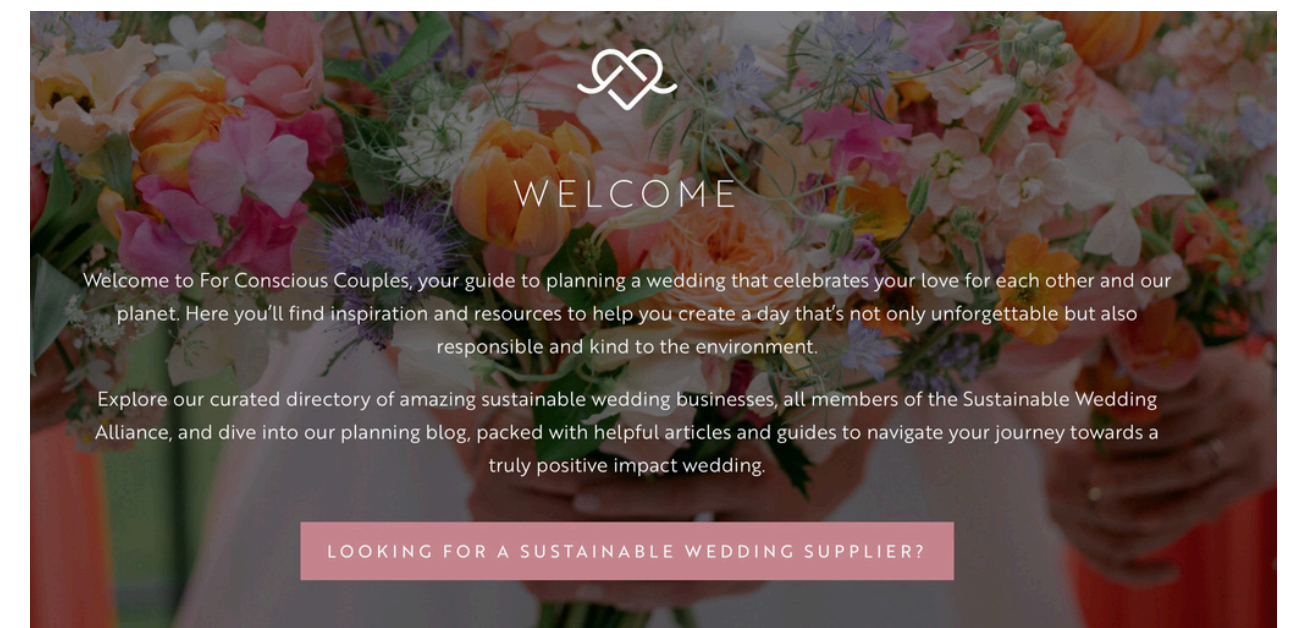 WELCOME
Welcome to For Conscious Couples, your guide to planning a wedding that celebrates your love for each other and our
planet. Here you’ll find inspiration and resources to help you create a day that’s not only unforgettable but also
responsible and kind to the environment.
Explore our curated directory of amazing sustainable wedding businesses, all members of the Sustainable Wedding
Alliance, and dive into our planning blog, packed with helpful articles and guides to navigate your journey towards a
truly positive impact wedding.
LOOKING FOR A SUSTAINABLE WEDDING SUPPLIER?